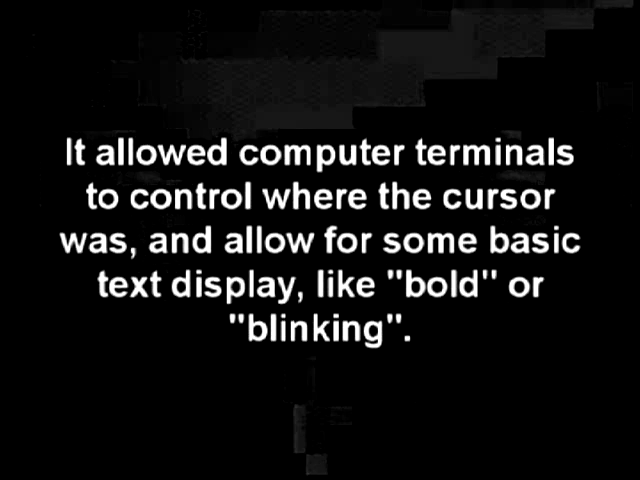 It allowed computer terminals
to control where the cursor
was, and allow for some basic
text display, like "bold" or
"blinking".